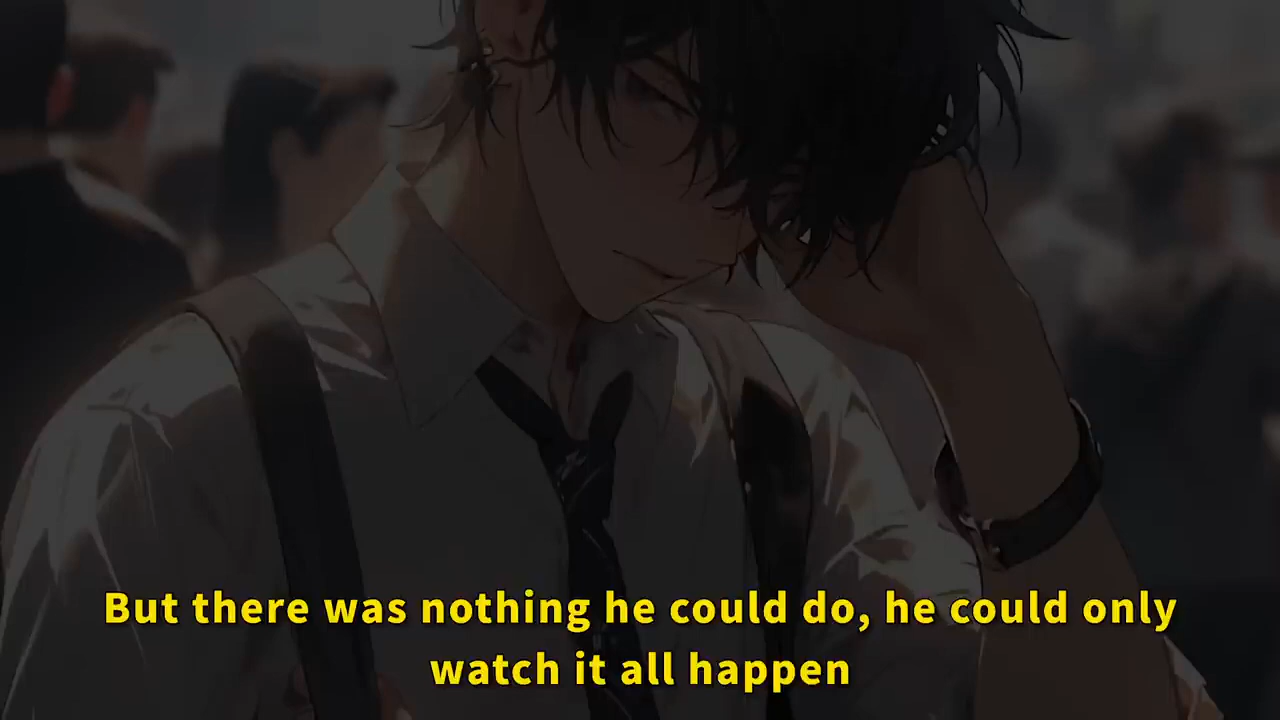 But there was nothing he could do, he could only
watch it all happen